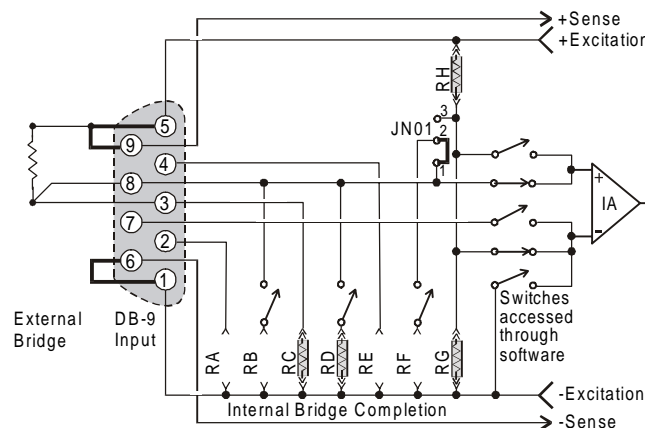 +Sense
+Excitation
RH
3
JN01
2
1
5
9
4
8
3
7
2
6
1
+
IA
-
External
Bridge
DB-9
Input
RA
RB
RC
RD
RE
RF
RG
Switches
accessed
through
software
Internal Bridge Completion
-Excitation
-Sense